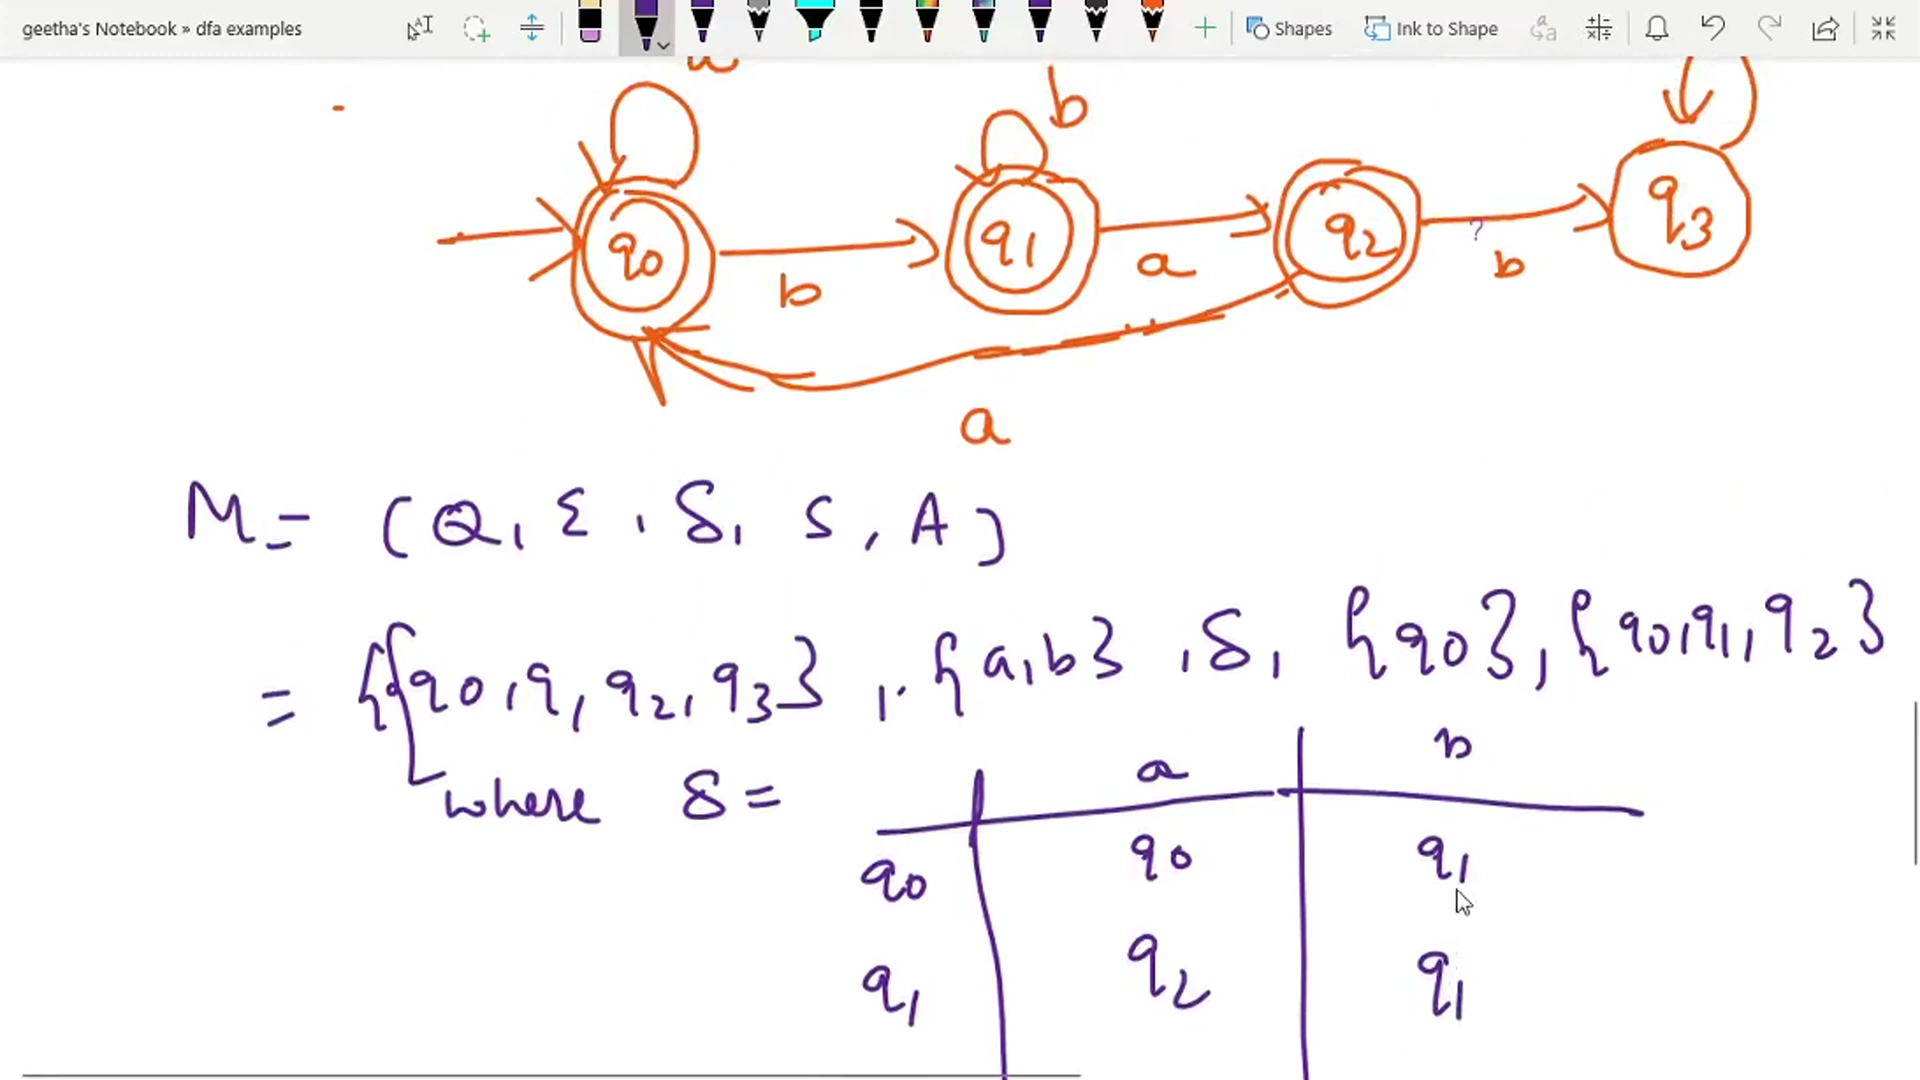 geetha's Notebook » dfa examples
Shapes Ink to Shape
a
b
q0 b q1 a q2 ? b q3
a
M = (Q, Σ, δ, S, A)
= {{q0, q1, q2, q3}, {a,b}, δ, {q0}, {q0,q1,q2}
where δ =
a b
q0 q0 q1
q1 q2 q1